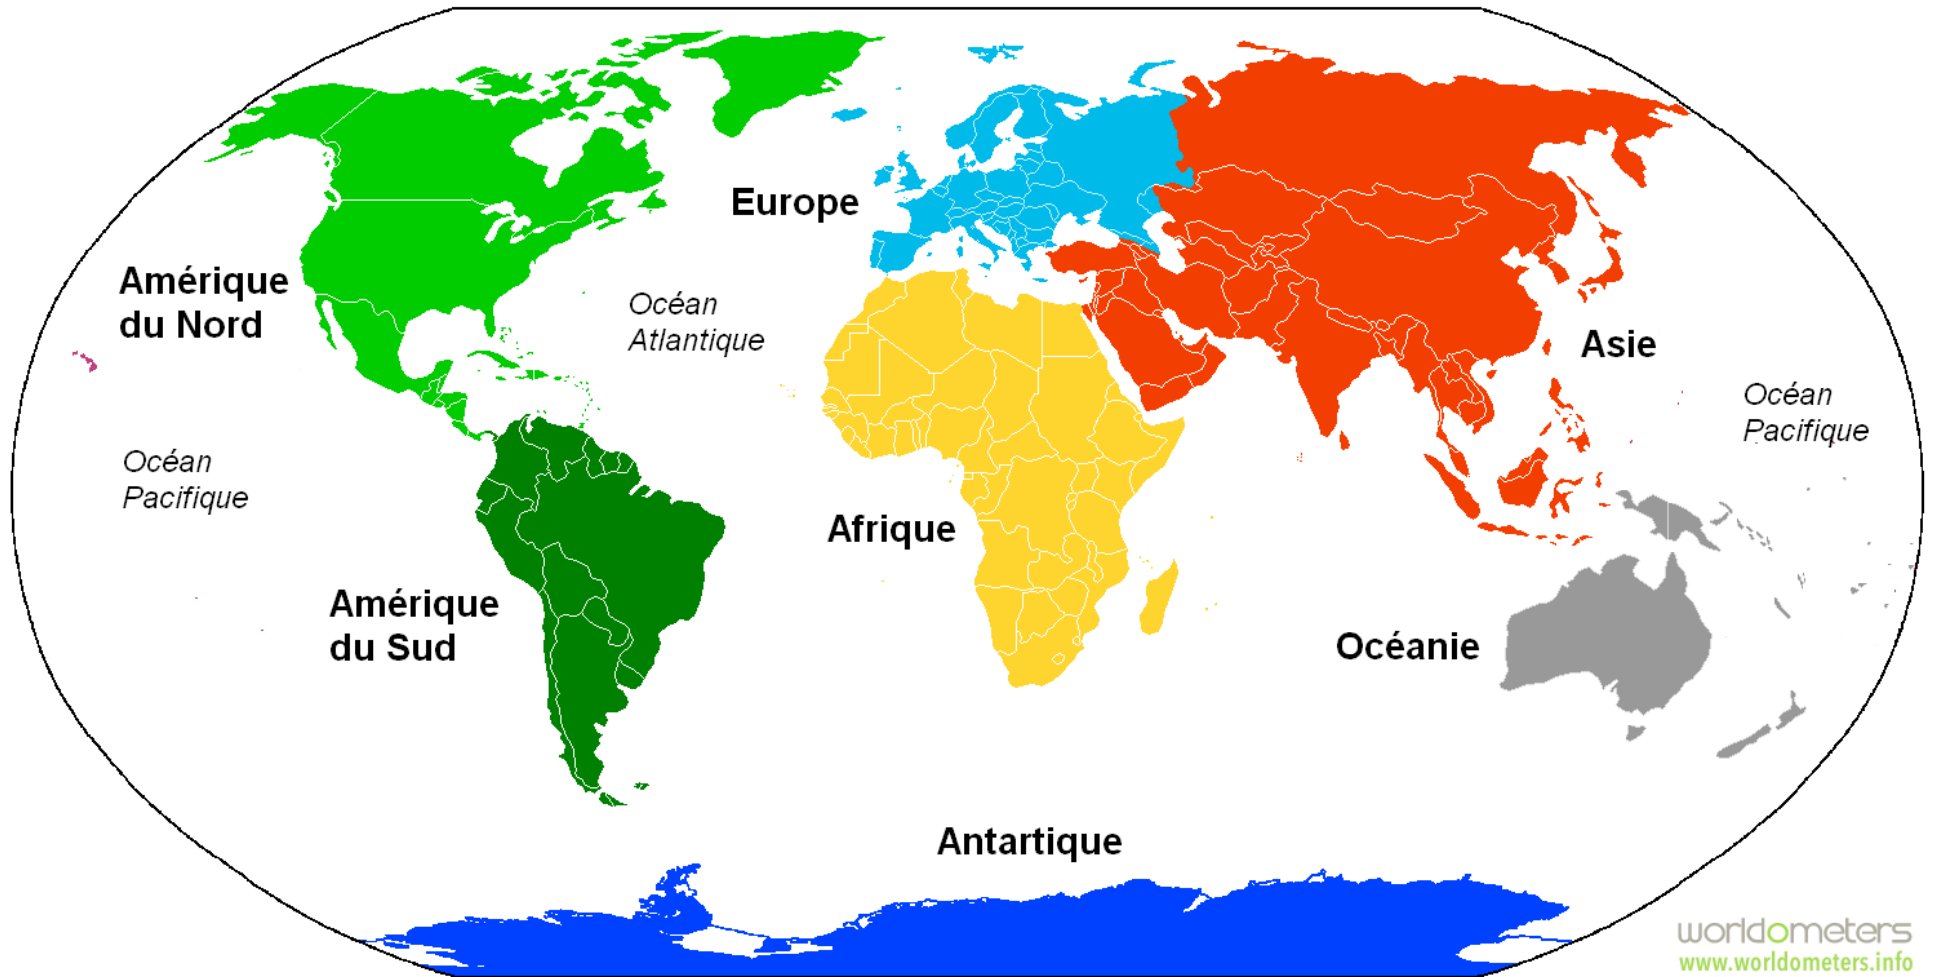 Europe
Amérique
du Nord
Océan
Atlantique
Asie
Océan
Pacifique
Océan
Pacifique
Afrique
Amérique
du Sud
Océanie
Antartique
worldometers
www.worldometers.info